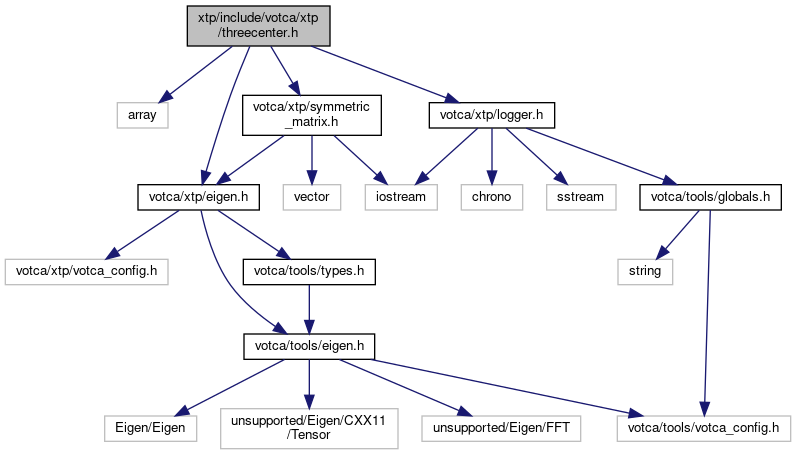 xtp/include/votca/xtp
/threecenter.h
array
votca/xtp/symmetric
_matrix.h
votca/xtp/logger.h
votca/xtp/eigen.h
vector
iostream
chrono
sstream
votca/tools/globals.h
votca/xtp/votca_config.h
votca/tools/types.h
string
votca/tools/eigen.h
Eigen/Eigen
unsupported/Eigen/CXX11
/Tensor
unsupported/Eigen/FFT
votca/tools/votca_config.h